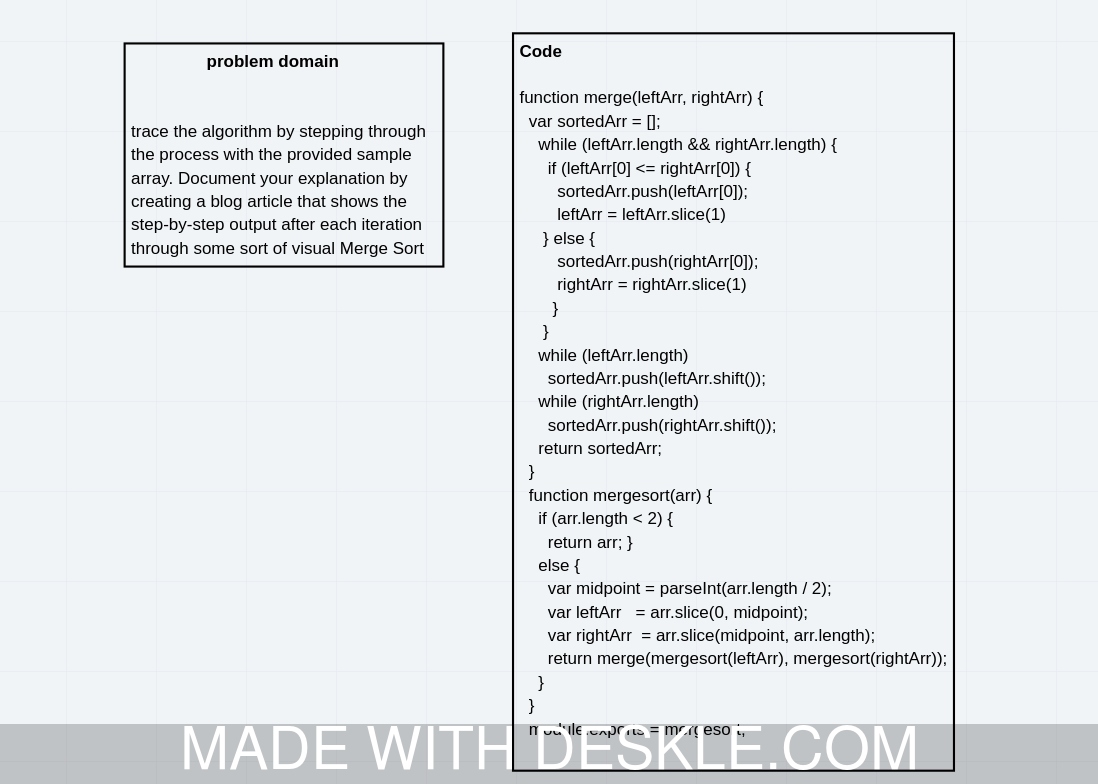 problem domain
trace the algorithm by stepping through
the process with the provided sample
array. Document your explanation by
creating a blog article that shows the
step-by-step output after each iteration
through some sort of visual Merge Sort
Code
function merge(leftArr, rightArr) {
var sortedArr = [];
while (leftArr.length && rightArr.length) {
if (leftArr[0] <= rightArr[0]) {
sortedArr.push(leftArr[0]);
leftArr = leftArr.slice(1)
} else {
sortedArr.push(rightArr[0]);
rightArr = rightArr.slice(1)
}
}
while (leftArr.length)
sortedArr.push(leftArr.shift());
while (rightArr.length)
sortedArr.push(rightArr.shift());
return sortedArr;
}
function mergesort(arr) {
if (arr.length < 2) {
return arr; }
else {
var midpoint = parseInt(arr.length / 2);
var leftArr = arr.slice(0, midpoint);
var rightArr = arr.slice(midpoint, arr.length);
return merge(mergesort(leftArr), mergesort(rightArr));
}
}
module.exports = mergesort;
MADE WITH DESKLE.COM